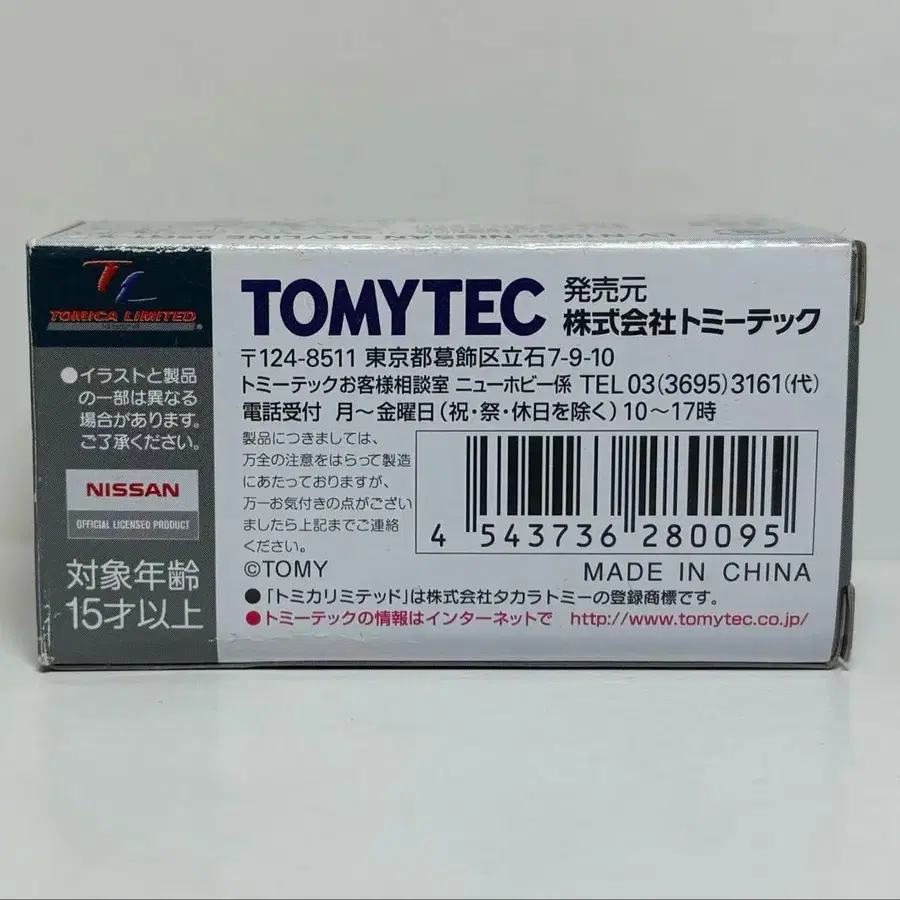 TL
TOMICA LIMITED
●イラストと製品
の一部は異なる
場合があります。
ご了承ください。
NISSAN
OFFICIAL LICENSED PRODUCT
対象年齢
15才以上
TOMYTEC
発売元
株式会社トミーテック
〒124-8511 東京都葛飾区立石7-9-10
トミーテックお客様相談室 ニューホビー係 TEL 03(3695)3161(代)
電話受付 月〜金曜日(祝・祭・休日を除く)10〜17時
製品につきましては、
万全の注意をはらって製造
にあたっておりますが、
万一お気付きの点がござい
ましたら上記までご連絡
ください。
4 543736 280095
©TOMY
MADE IN CHINA
●「トミカリミテッド」は株式会社タカラトミーの登録商標です。
●トミーテックの情報はインターネットで http://www.tomytec.co.jp/